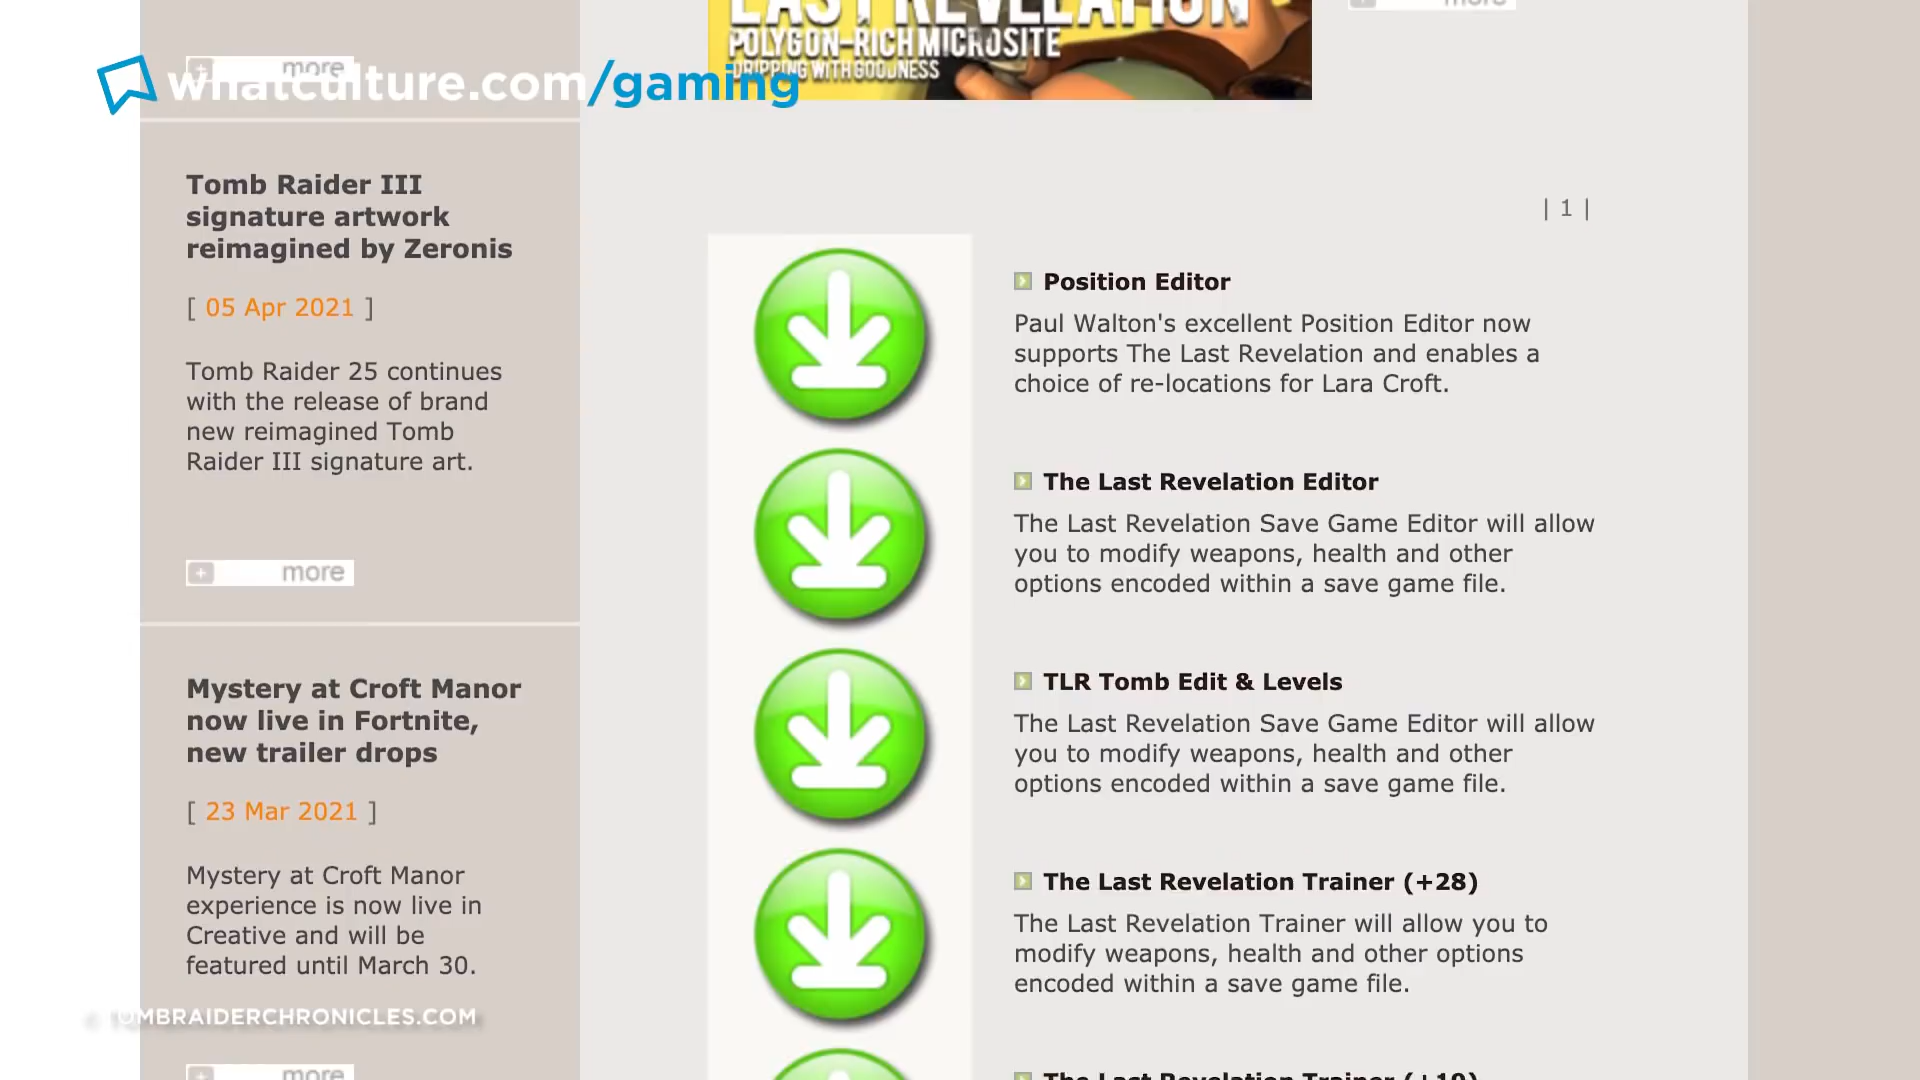 LAST REVELATION
POLYGON-RICH MICROSITE
DRIPPING WITH GOODNESS
more
more
whatculture.com/gaming
Tomb Raider III
signature artwork
reimagined by Zeronis
[ 05 Apr 2021 ]
Tomb Raider 25 continues
with the release of brand
new reimagined Tomb
Raider III signature art.
more
Mystery at Croft Manor
now live in Fortnite,
new trailer drops
[ 23 Mar 2021 ]
Mystery at Croft Manor
experience is now live in
Creative and will be
featured until March 30.
TOMBRAIDERCHRONICLES.COM
more
| 1 |
Position Editor
Paul Walton's excellent Position Editor now
supports The Last Revelation and enables a
choice of re-locations for Lara Croft.
The Last Revelation Editor
The Last Revelation Save Game Editor will allow
you to modify weapons, health and other
options encoded within a save game file.
TLR Tomb Edit & Levels
The Last Revelation Save Game Editor will allow
you to modify weapons, health and other
options encoded within a save game file.
The Last Revelation Trainer (+28)
The Last Revelation Trainer will allow you to
modify weapons, health and other options
encoded within a save game file.
The Last Revelation Trainer (+19)